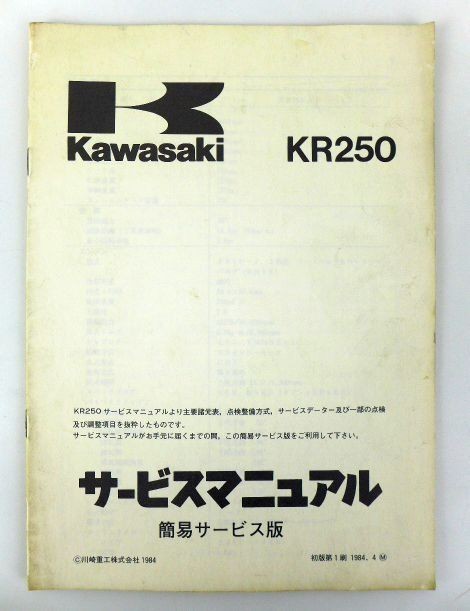 Kawasaki KR250
KR250サービスマニュアルより主要諸元表，点検整備方式，サービスデーター及び一部の点検
及び調整項目を抜粋したものです。
サービスマニュアルがお手元に届くまでの間，この簡易サービス版をご利用して下さい。
サービスマニュアル
簡易サービス版
©川崎重工株式会社1984
初版第1刷 1984. 4 Ⓜ